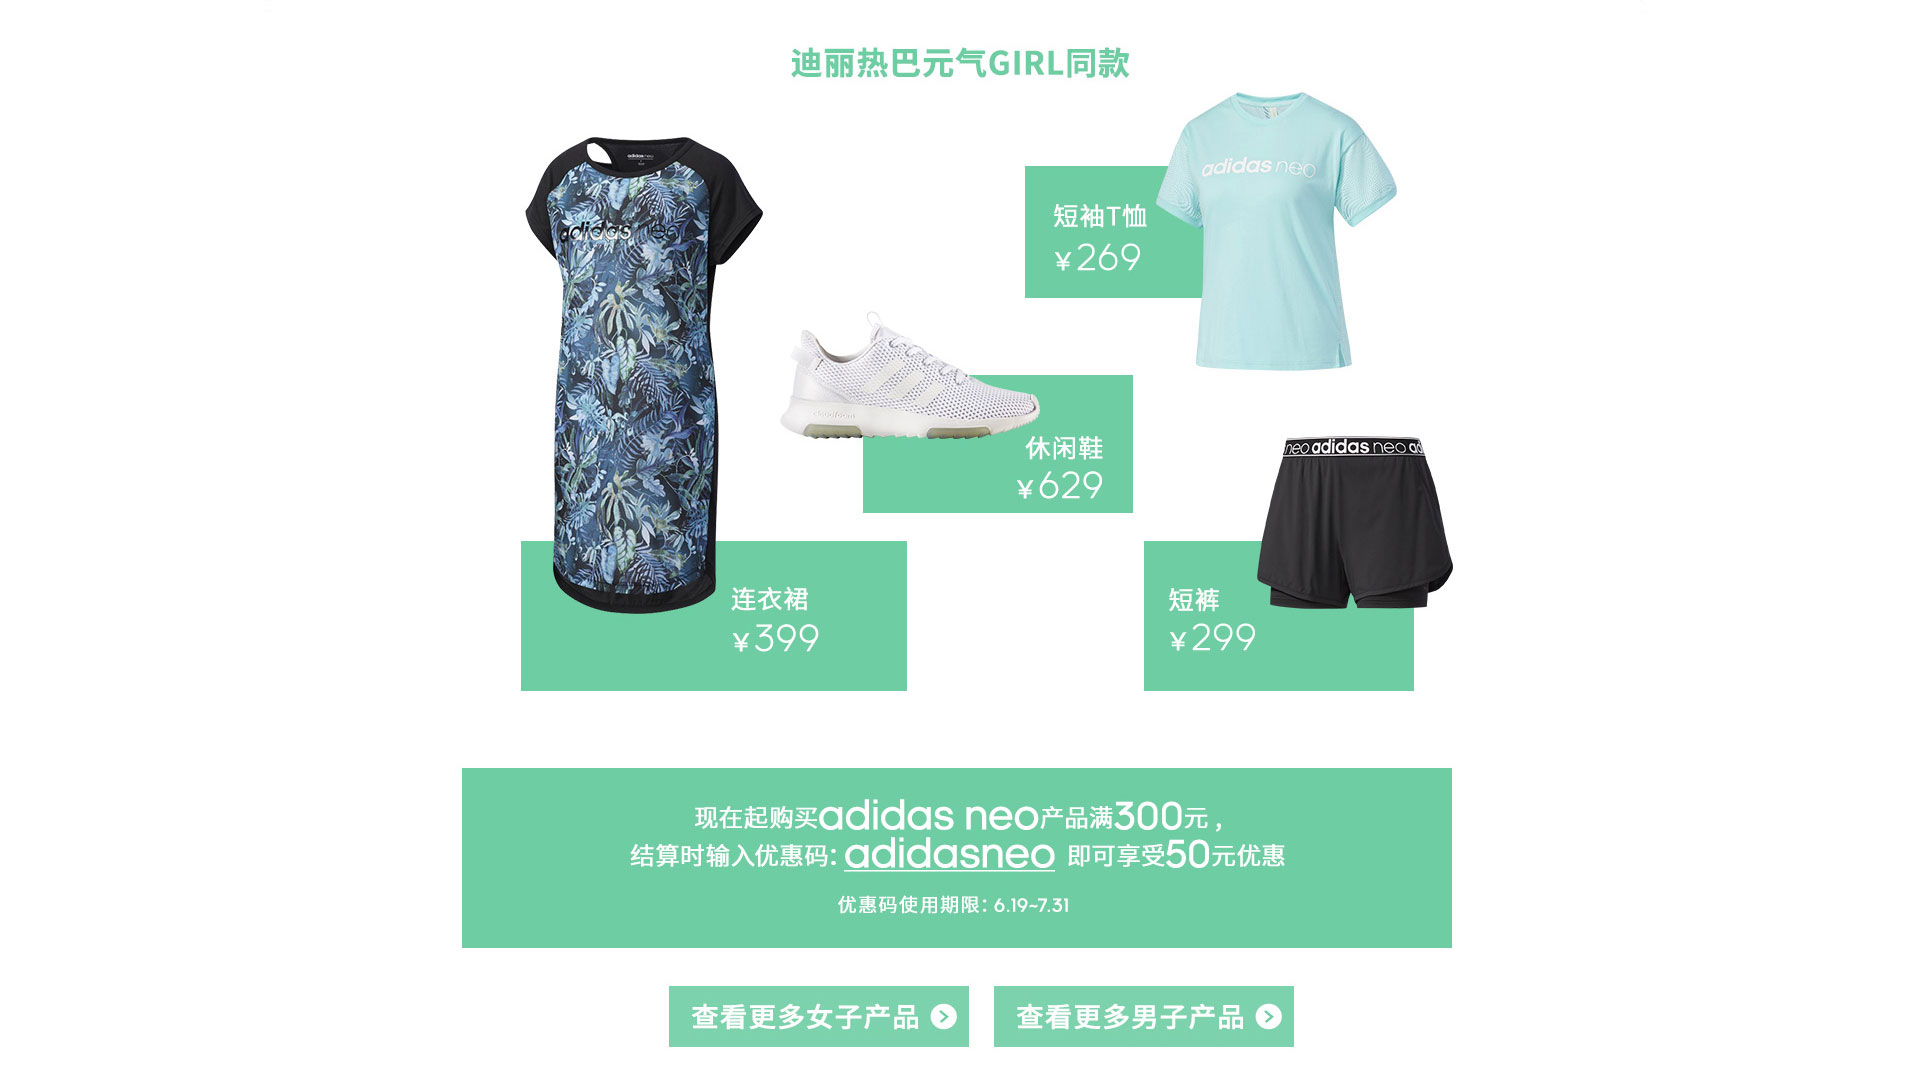 迪丽热巴元气GIRL同款
adidas neo
adidas neo
短袖T恤
¥269
adidas neo
cloudfoam
休闲鞋
¥629
neo adidas neo ad
连衣裙
¥399
短裤
¥299
现在起购买adidas neo产品满300元，
结算时输入优惠码：adidasneo 即可享受50元优惠
优惠码使用期限：6.19~7.31
查看更多女子产品
查看更多男子产品